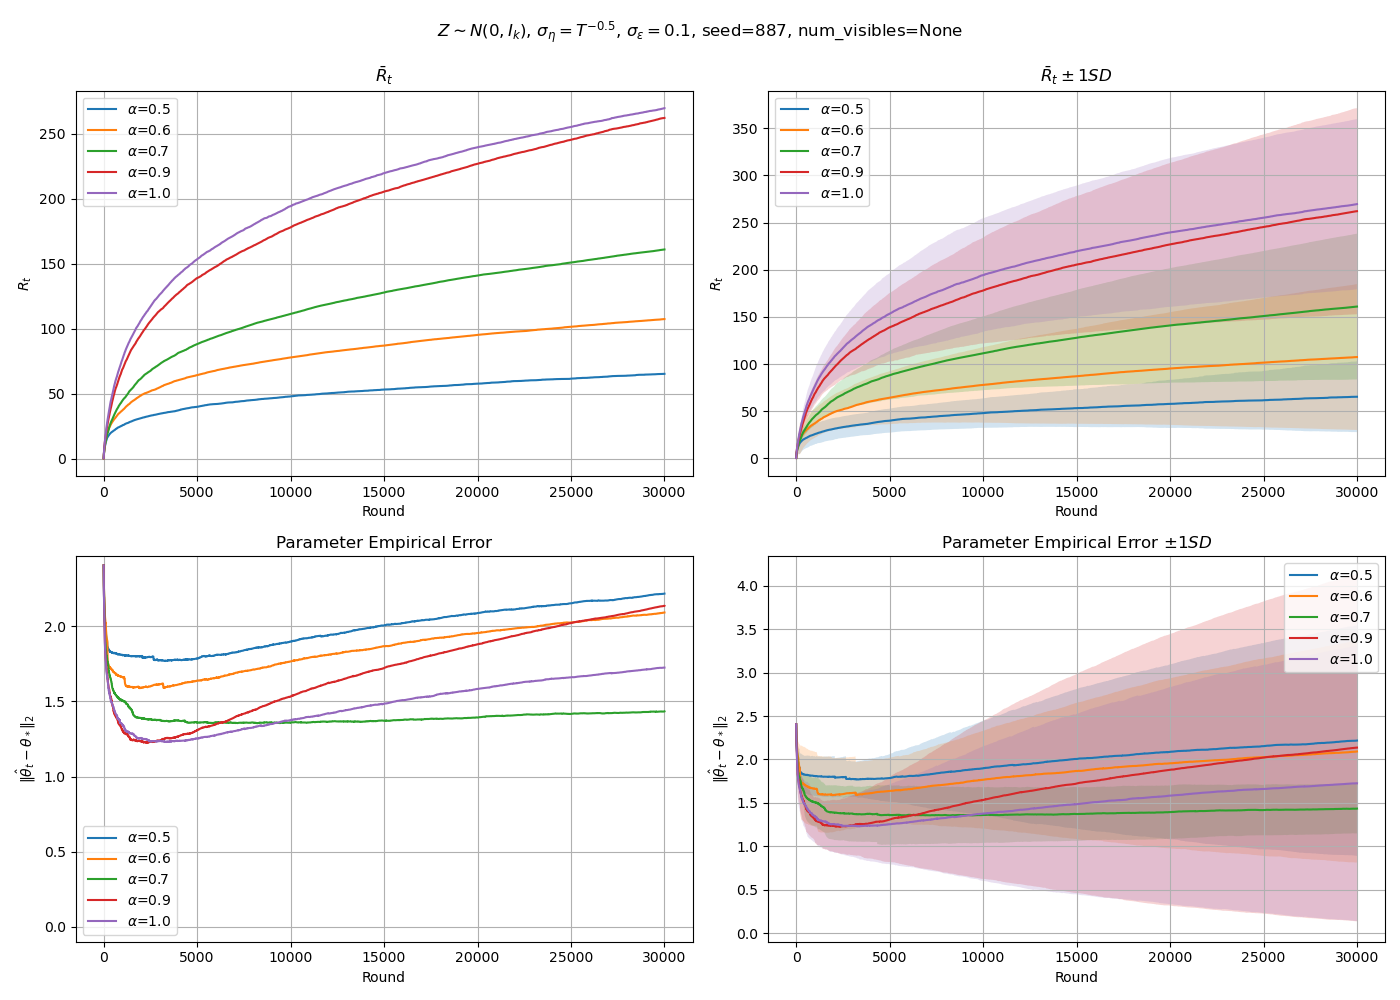 Z ~ N(0, I_k), σ_η = T^{-0.5}, σ_ε = 0.1, seed=887, num_visibles=None
R̄_t
R_t
250
200
150
100
50
0
α=0.5
α=0.6
α=0.7
α=0.9
α=1.0
0 5000 10000 15000 20000 25000 30000
Round
R̄_t ± 1SD
R_t
350
300
250
200
150
100
50
0
α=0.5
α=0.6
α=0.7
α=0.9
α=1.0
0 5000 10000 15000 20000 25000 30000
Round
Parameter Empirical Error
‖θ̂_t − θ_*‖_2
2.0
1.5
1.0
0.5
0.0
α=0.5
α=0.6
α=0.7
α=0.9
α=1.0
0 5000 10000 15000 20000 25000 30000
Round
Parameter Empirical Error ±1SD
‖θ̂_t − θ_*‖_2
4.0
3.5
3.0
2.5
2.0
1.5
1.0
0.5
0.0
α=0.5
α=0.6
α=0.7
α=0.9
α=1.0
0 5000 10000 15000 20000 25000 30000
Round